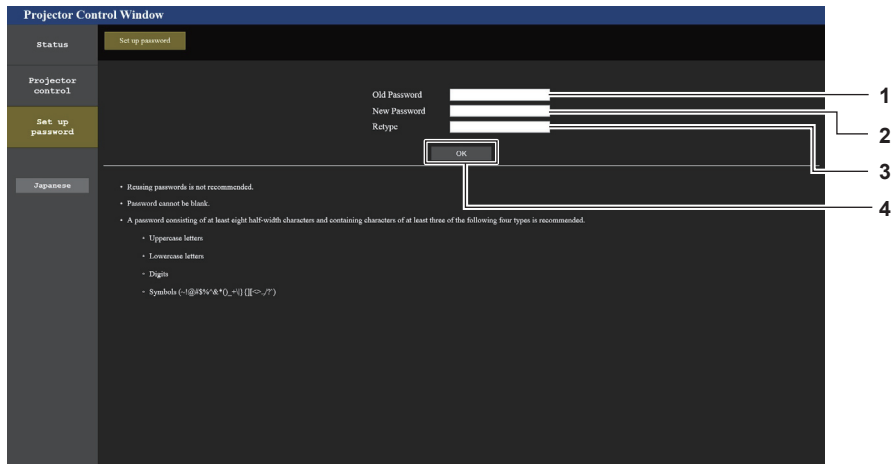 Projector Control Window
Status
Set up password
Projector
control
Set up
password
Japanese
Old Password
New Password
Retype
OK
1
2
3
4
• Reusing passwords is not recommended.
• Password cannot be blank.
• A password consisting of at least eight half-width characters and containing characters of at least three of the following four types is recommended.
• Uppercase letters
• Lowercase letters
• Digits
• Symbols (~!@#$%^&*()_+\|}{][<>.,/?`)